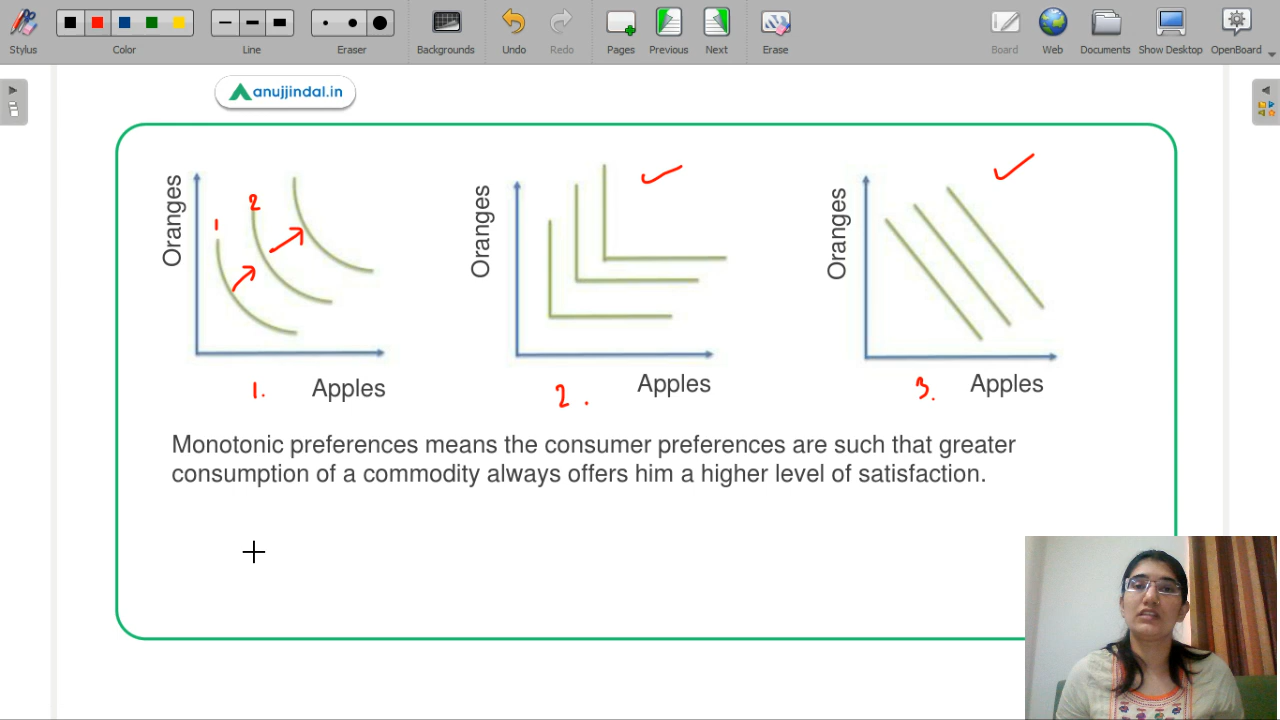 Stylus
Color
Line
Eraser
Backgrounds
Undo
Redo
Pages
Previous
Next
Erase
Board
Web
Documents
Show Desktop
OpenBoard
anujjindal.in
Oranges
1
2
Oranges
Oranges
1.
Apples
2.
Apples
3.
Apples
Monotonic preferences means the consumer preferences are such that greater
consumption of a commodity always offers him a higher level of satisfaction.